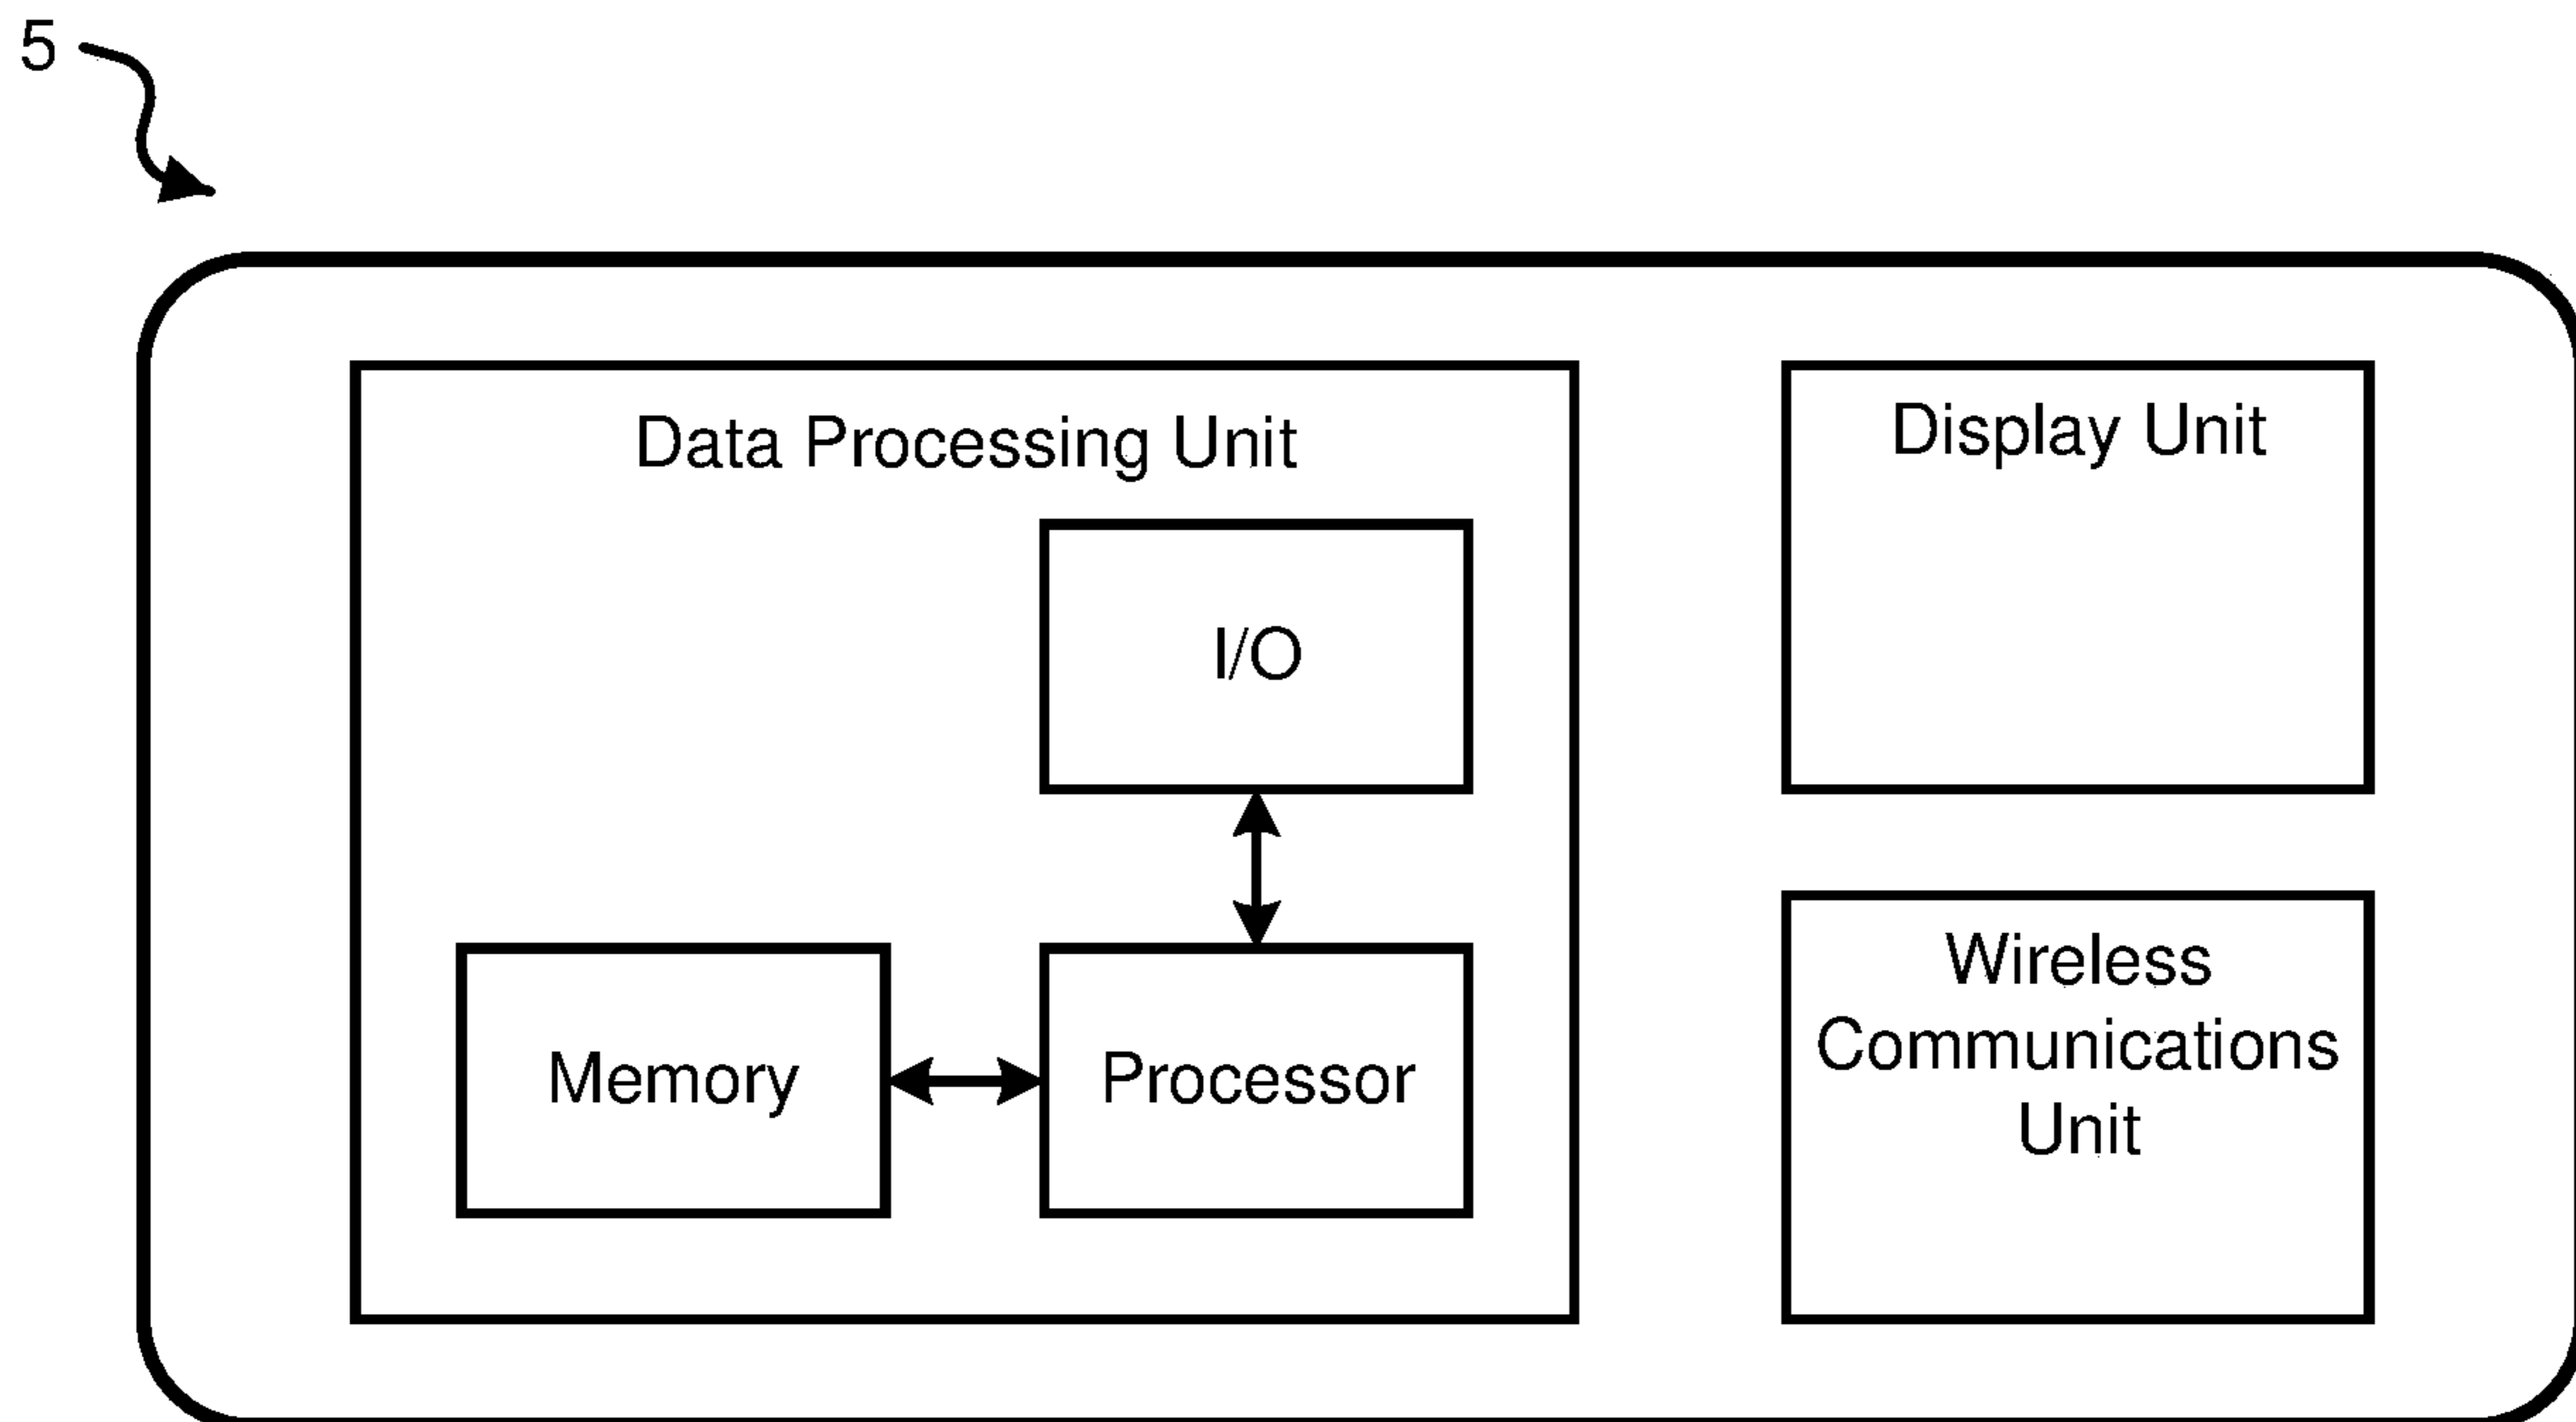 5
Data Processing Unit
I/O
Memory
Processor
Display Unit
Wireless
Communications
Unit